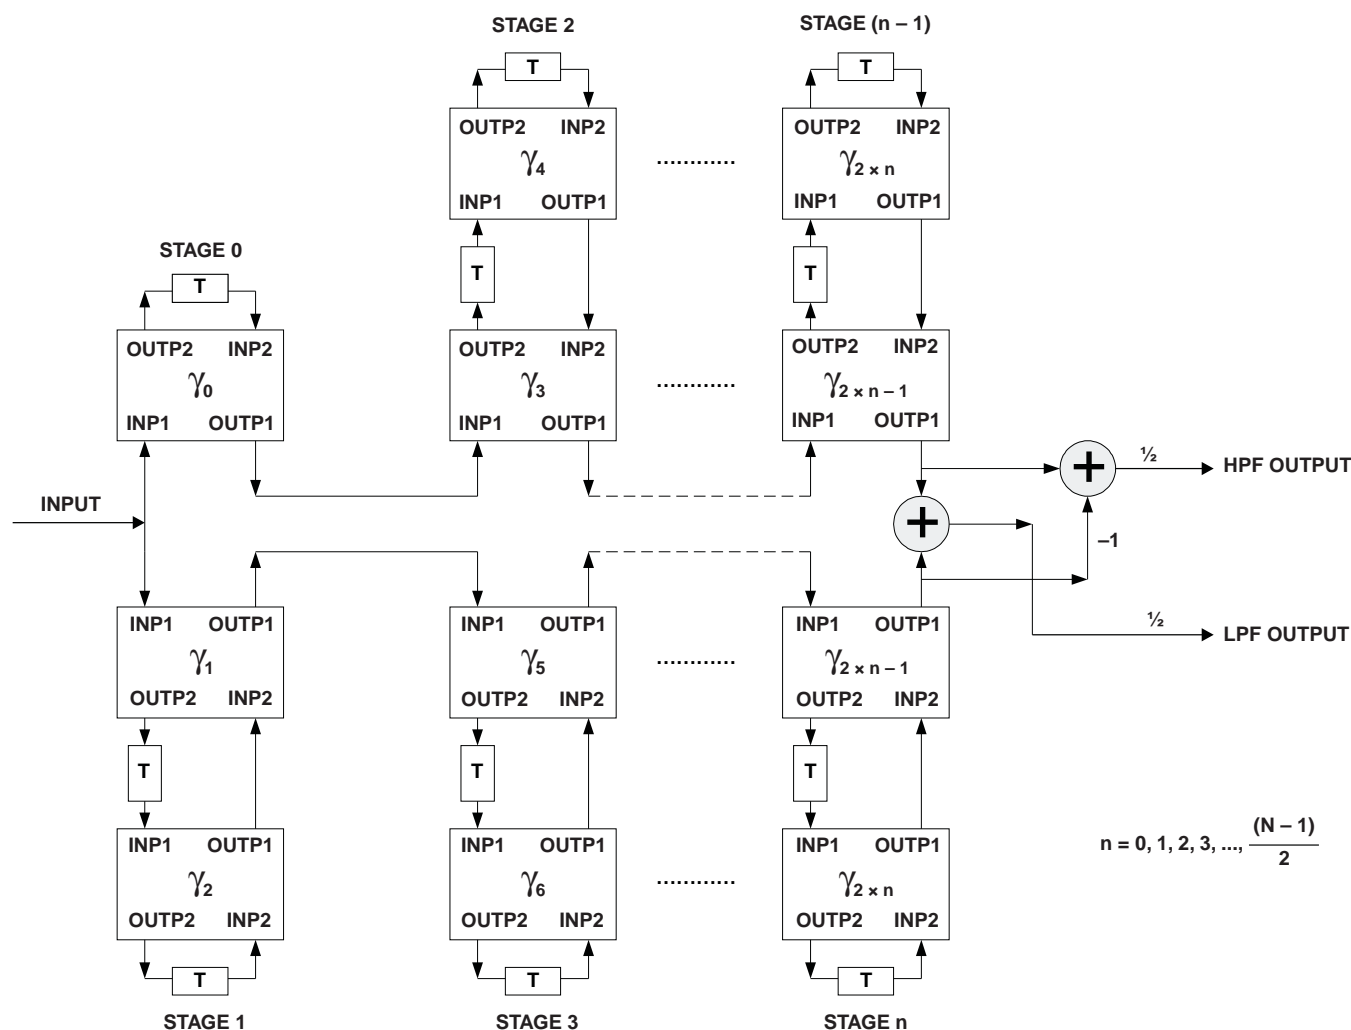 STAGE 2
STAGE (n – 1)
T
T
OUTP2 INP2
γ4
INP1 OUTP1
............
OUTP2 INP2
γ2 × n
INP1 OUTP1
STAGE 0
T
T
T
OUTP2 INP2
γ0
INP1 OUTP1
OUTP2 INP2
γ3
INP1 OUTP1
............
OUTP2 INP2
γ2 × n – 1
INP1 OUTP1
INPUT
+
½
HPF OUTPUT
+
–1
½
LPF OUTPUT
INP1 OUTP1
γ1
OUTP2 INP2
INP1 OUTP1
γ5
OUTP2 INP2
............
INP1 OUTP1
γ2 × n – 1
OUTP2 INP2
T
T
T
INP1 OUTP1
γ2
OUTP2 INP2
INP1 OUTP1
γ6
OUTP2 INP2
............
INP1 OUTP1
γ2 × n
OUTP2 INP2
n = 0, 1, 2, 3, ..., (N – 1)
2
T
T
T
STAGE 1
STAGE 3
STAGE n